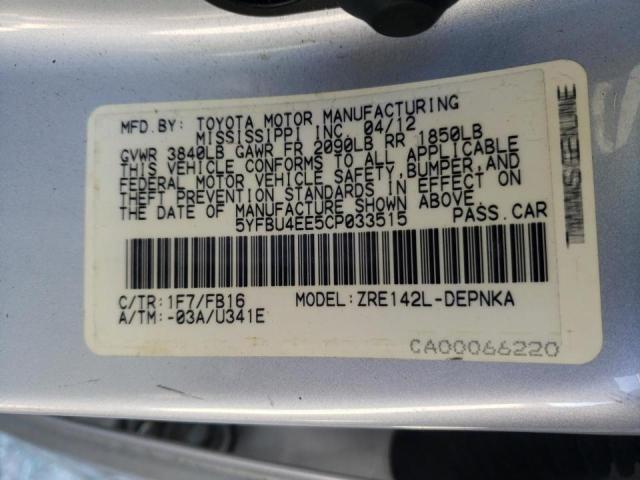 MFD.BY: TOYOTA MOTOR MANUFACTURING
MISSISSIPPI INC. 04/12
GVWR 3840LB GAWR FR 2090LB RR 1850LB
THIS VEHICLE CONFORMS TO ALL APPLICABLE
FEDERAL MOTOR VEHICLE SAFETY,BUMPER,AND
THEFT PREVENTION STANDARDS IN EFFECT ON
THE DATE OF MANUFACTURE SHOWN ABOVE.
5YFBU4EE5CP033515 PASS.CAR
C/TR:1F7/FB16 MODEL:ZRE142L-DEPNKA
A/TM:-03A/U341E
CA00066220